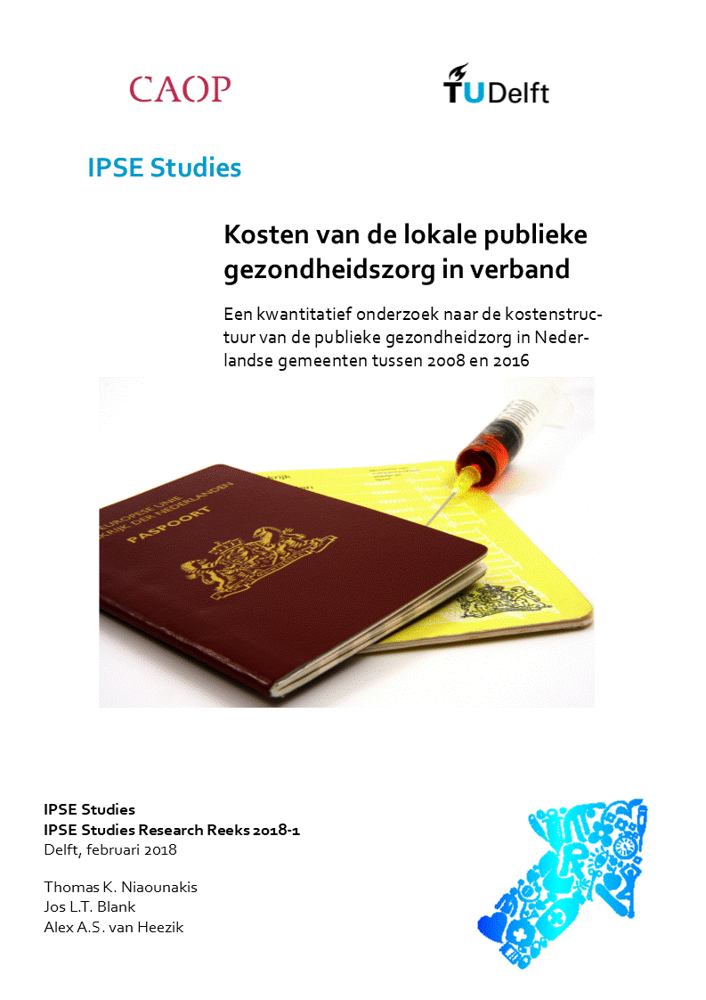 CAOP
TUDelft
IPSE Studies
Kosten van de lokale publieke
gezondheidszorg in verband
Een kwantitatief onderzoek naar de kostenstruc-
tuur van de publieke gezondheidzorg in Neder-
landse gemeenten tussen 2008 en 2016
EUROPESE UNIE
KRIJK DER NEDERLANDEN
PASPOORT
IPSE Studies
IPSE Studies Research Reeks 2018-1
Delft, februari 2018
Thomas K. Niaounakis
Jos L.T. Blank
Alex A.S. van Heezik